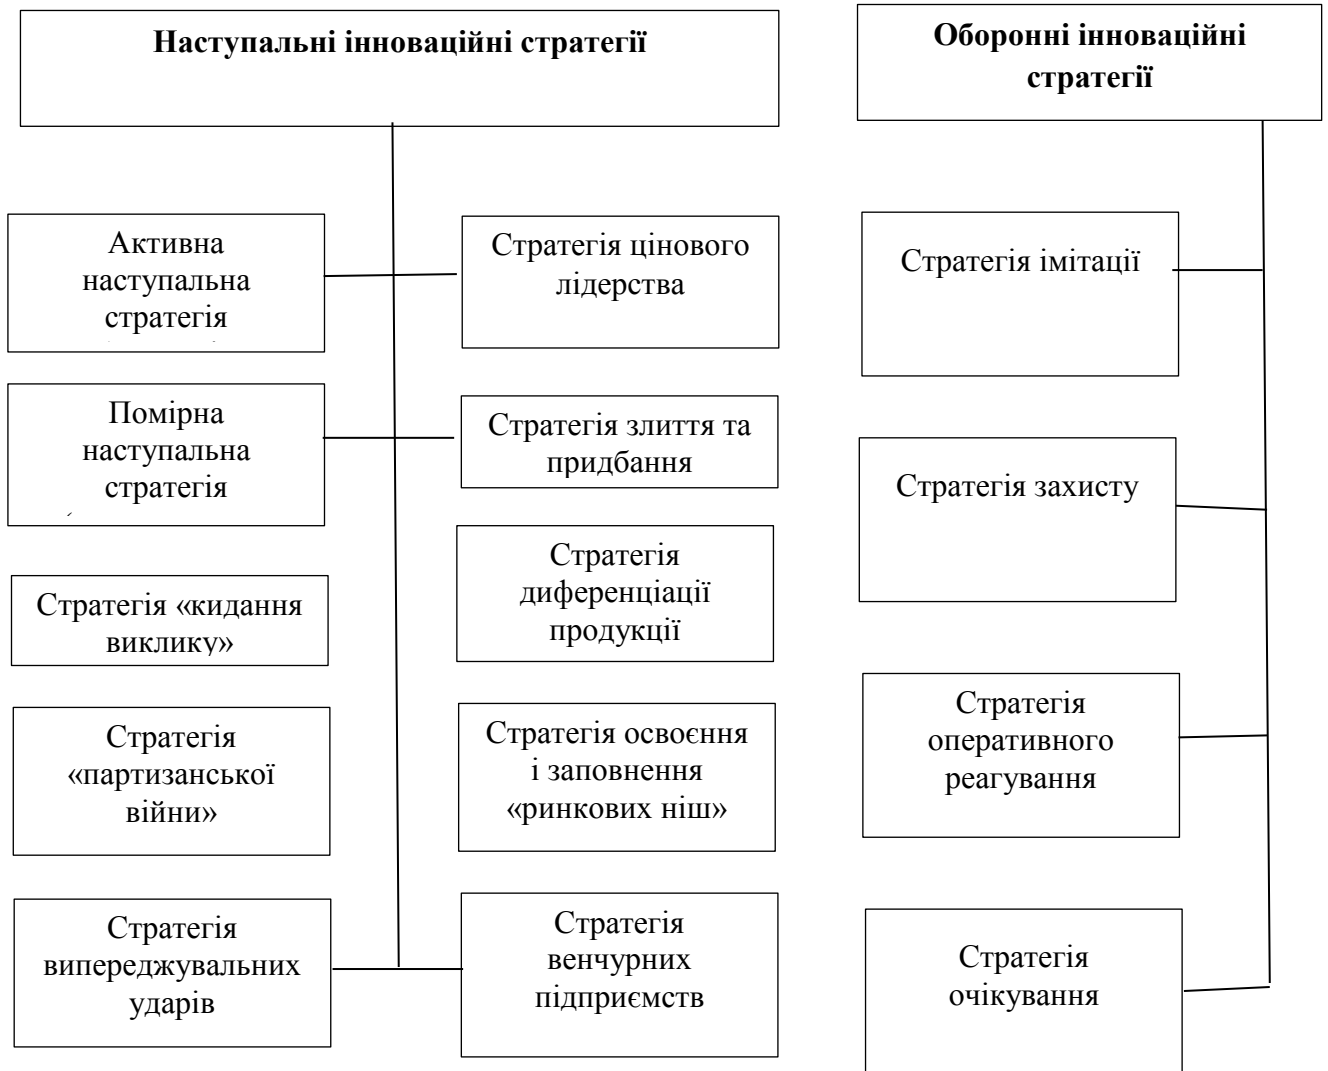 Наступальні інноваційні стратегії
Оборонні інноваційні
стратегії
Активна
наступальна
стратегія
Стратегія цінового
лідерства
Стратегія імітації
Помірна
наступальна
стратегія
Стратегія злиття та
придбання
Стратегія захисту
Стратегія «кидання
виклику»
Стратегія
диференціації
продукції
Стратегія
«партизанської
війни»
Стратегія освоєння
і заповнення
«ринкових ніш»
Стратегія
оперативного
реагування
Стратегія
випереджувальних
ударів
Стратегія
венчурних
підприємств
Стратегія
очікування